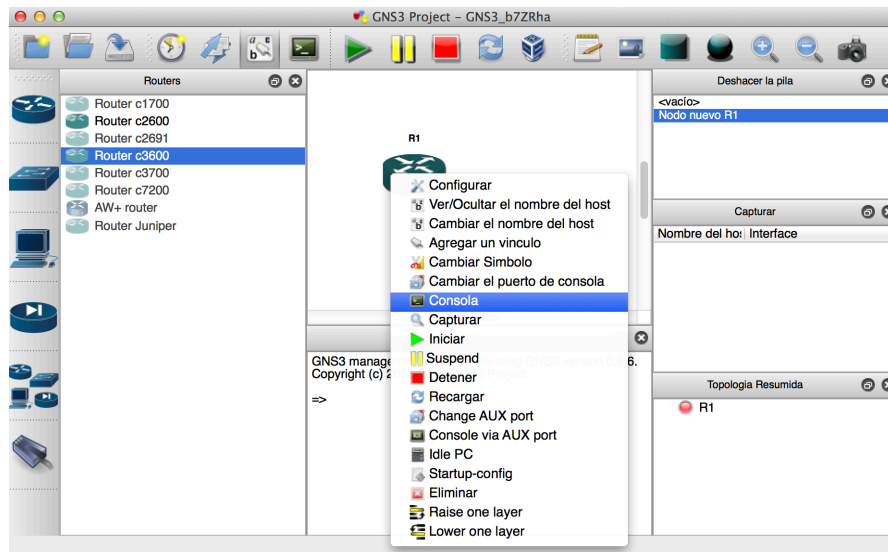 GNS3 Project – GNS3_b7ZRha
Routers
Router c1700
Router c2600
Router c2691
Router c3600
Router c3700
Router c7200
AW+ router
Router Juniper
R1
Configurar
Ver/Ocultar el nombre del host
Cambiar el nombre del host
Agregar un vinculo
Cambiar Simbolo
Cambiar el puerto de consola
Consola
Capturar
Iniciar
Suspend
Detener
Recargar
Change AUX port
Console via AUX port
Idle PC
Startup-config
Eliminar
Raise one layer
Lower one layer
GNS3 manage
Copyright (c) 2
=>
Deshacer la pila
<vacío>
Nodo nuevo R1
Capturar
Nombre del ho: Interface
Topologia Resumida
R1